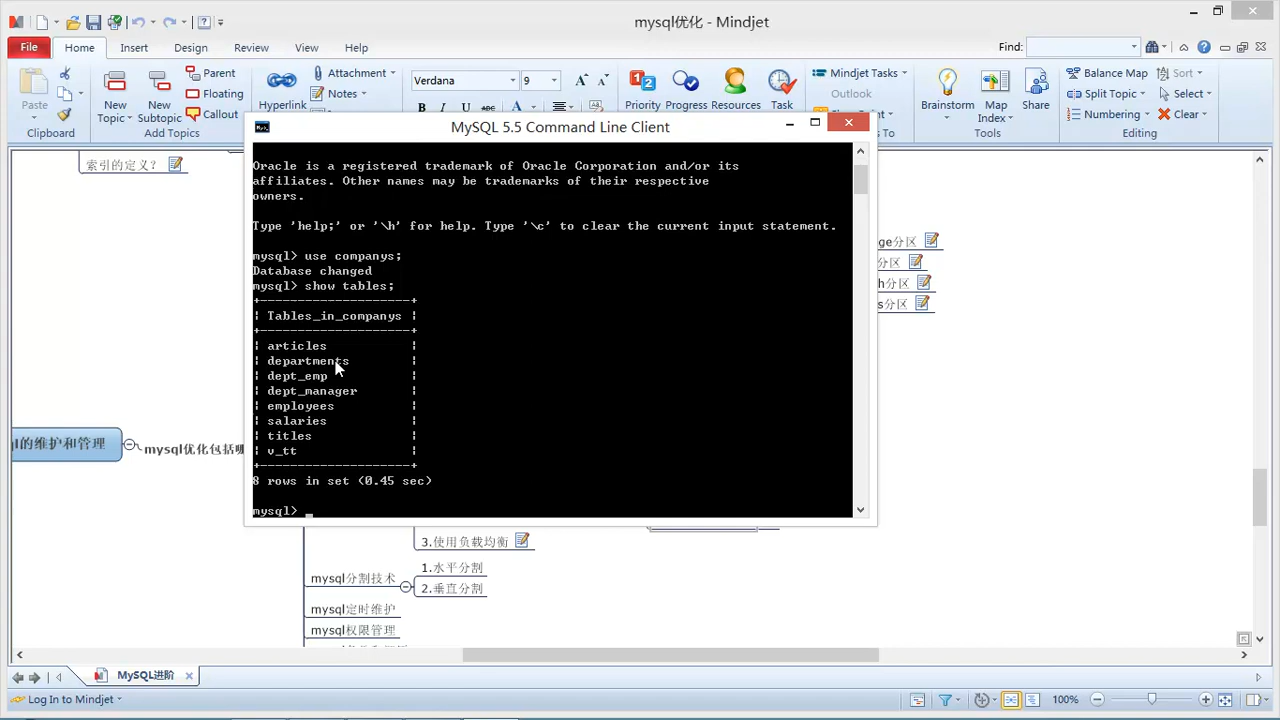 mysql优化 - Mindjet
File
Home
Insert
Design
Review
View
Help
Find:
Paste
Clipboard
New Topic
New Subtopic
Parent
Floating
Callout
Add Topics
Hyperlink
Attachment
Notes
Verdana
9
B I U abc A
Priority
Progress
Resources
Task
Mindjet Tasks
Outlook
Brainstorm
Map Index
Share
Tools
Balance Map
Split Topic
Numbering
Sort
Select
Clear
Editing
MySQL 5.5 Command Line Client
Oracle is a registered trademark of Oracle Corporation and/or its
affiliates. Other names may be trademarks of their respective
owners.
Type 'help;' or '\h' for help. Type '\c' to clear the current input statement.
mysql> use companys;
Database changed
mysql> show tables;
+--------------------+
| Tables_in_companys |
+--------------------+
| articles |
| departments |
| dept_emp |
| dept_manager |
| employees |
| salaries |
| titles |
| v_tt |
+--------------------+
8 rows in set (0.45 sec)
mysql> _
索引的定义?
ge分区
分区
h分区
s分区
ql的维护和管理
mysql优化包括哪
3.使用负载均衡
mysql分割技术
1.水平分割
2.垂直分割
mysql定时维护
mysql权限管理
MySQL进阶
Log In to Mindjet
100%